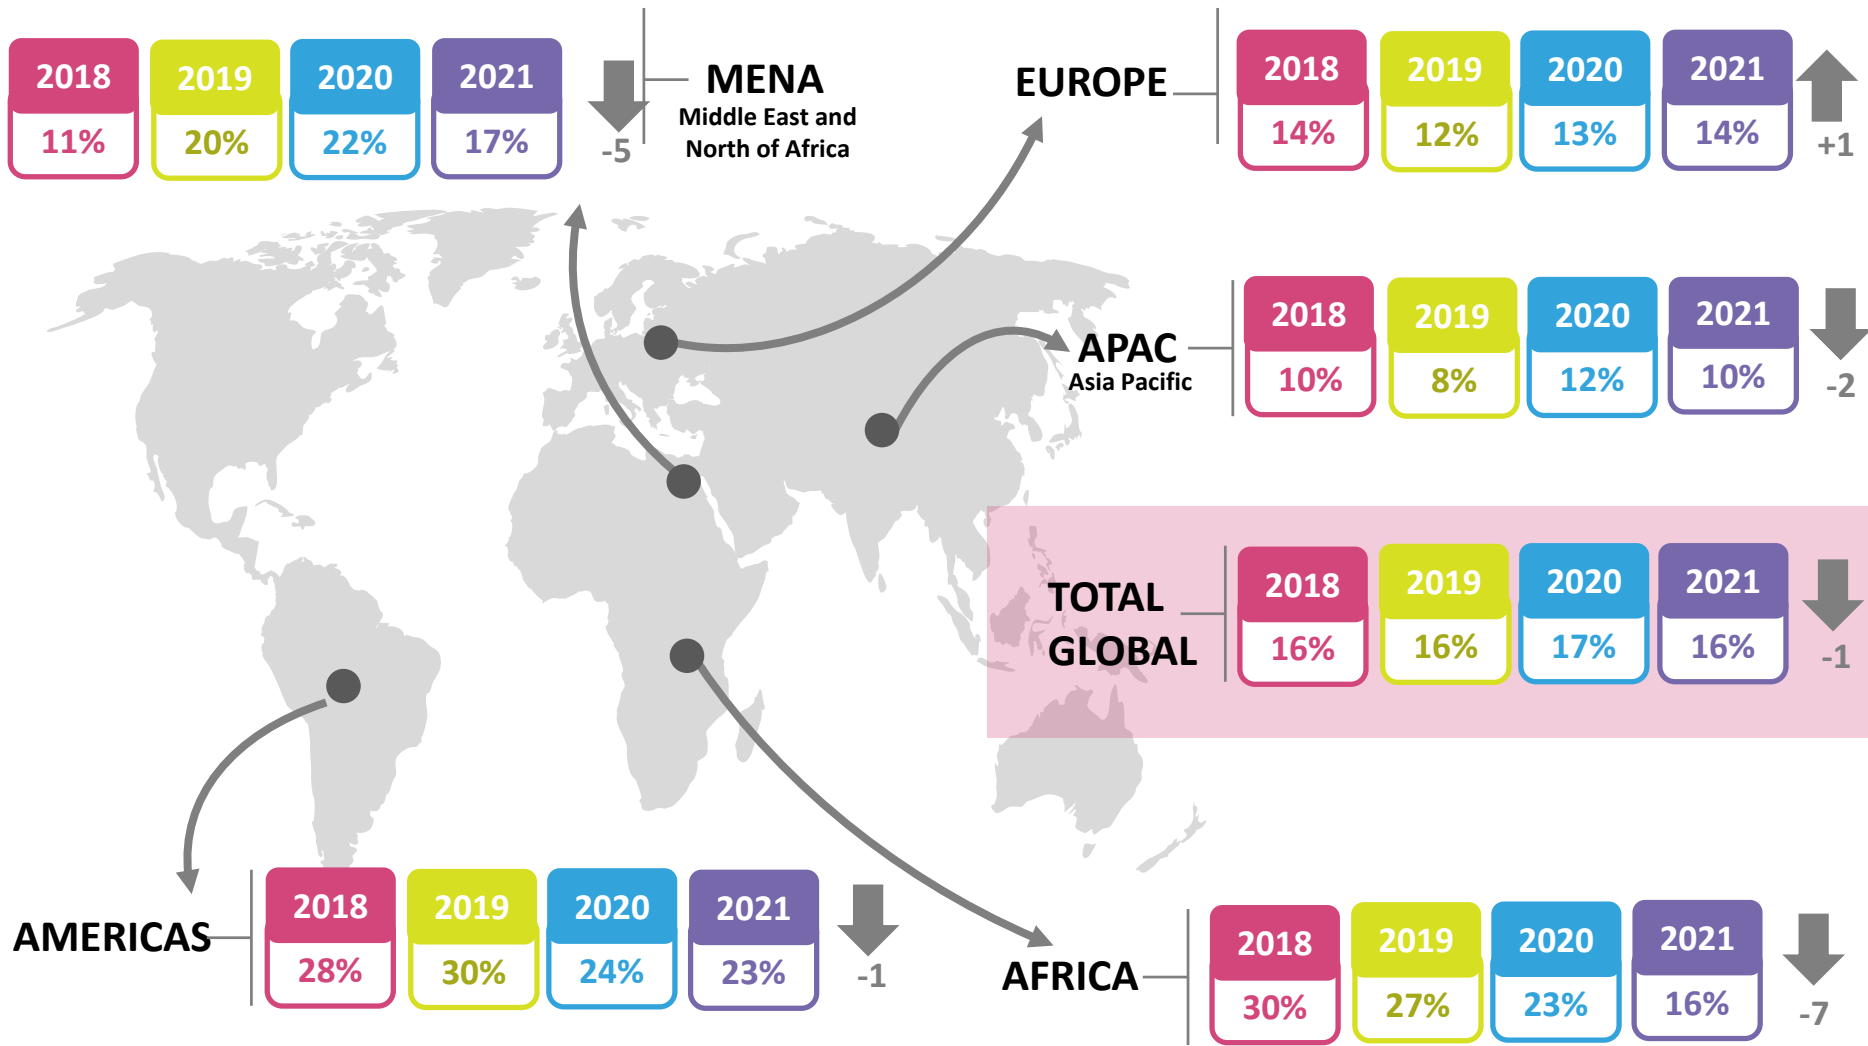 2018 2019 2020 2021
11% 20% 22% 17%
-5
MENA
Middle East and
North of Africa
EUROPE
2018 2019 2020 2021
14% 12% 13% 14%
+1
APAC
Asia Pacific
2018 2019 2020 2021
10% 8% 12% 10%
-2
TOTAL
GLOBAL
2018 2019 2020 2021
16% 16% 17% 16%
-1
AMERICAS
2018 2019 2020 2021
28% 30% 24% 23%
-1
AFRICA
2018 2019 2020 2021
30% 27% 23% 16%
-7